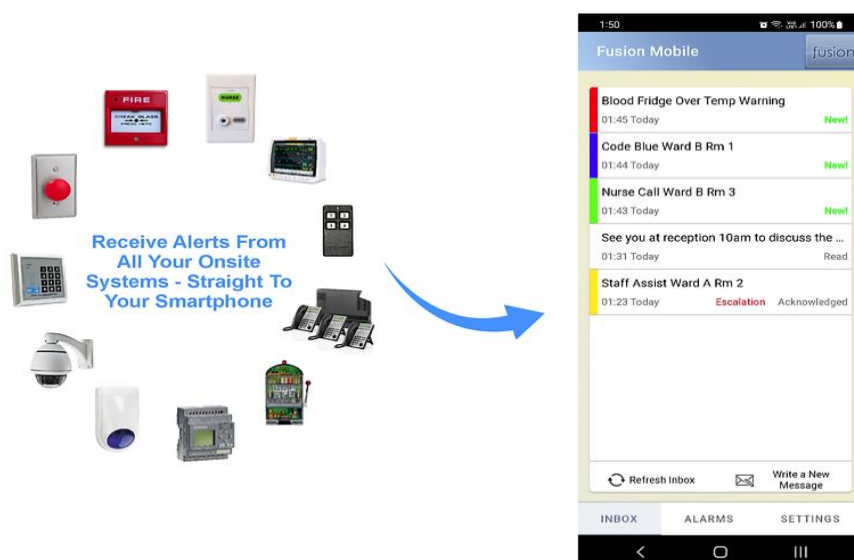 FIRE
NURSE
Receive Alerts From
All Your Onsite
Systems - Straight To
Your Smartphone
1:50
100%
Fusion Mobile
fusion
Blood Fridge Over Temp Warning
01:45 Today New!
Code Blue Ward B Rm 1
01:44 Today New!
Nurse Call Ward B Rm 3
01:43 Today New!
See you at reception 10am to discuss the ...
01:31 Today Read
Staff Assist Ward A Rm 2
01:23 Today Escalation Acknowledged
Refresh Inbox
Write a New
Message
INBOX ALARMS SETTINGS